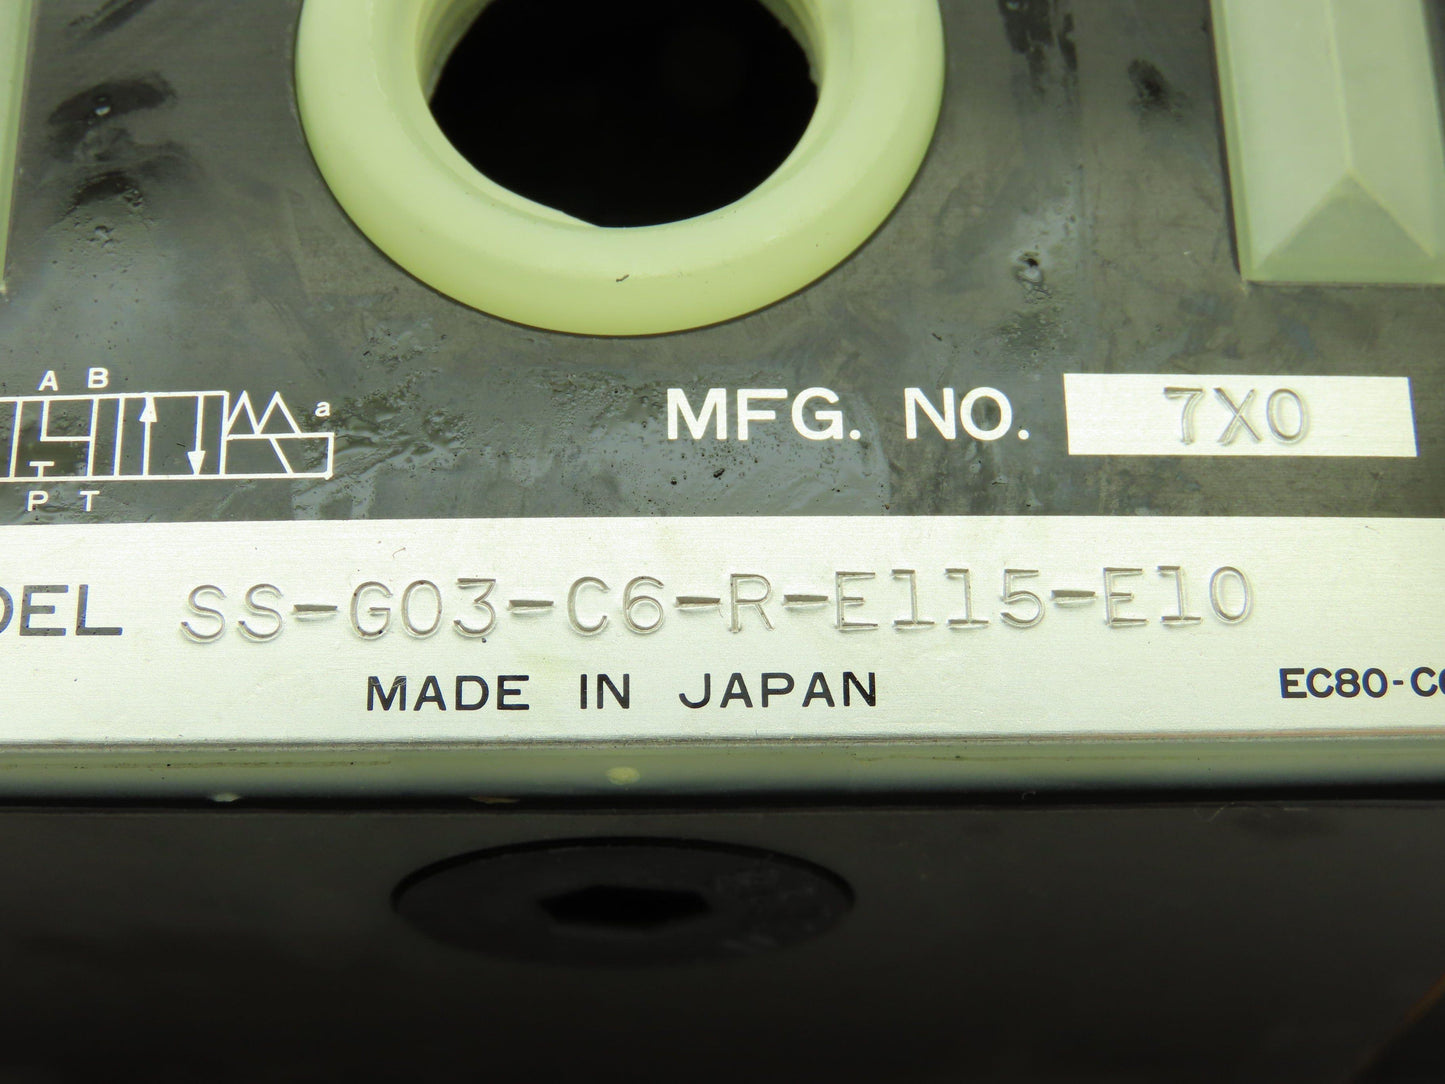 A B
a
T
P T
MFG. NO. 7X0
DEL SS-G03-C6-R-E115-E10
MADE IN JAPAN
EC80-C